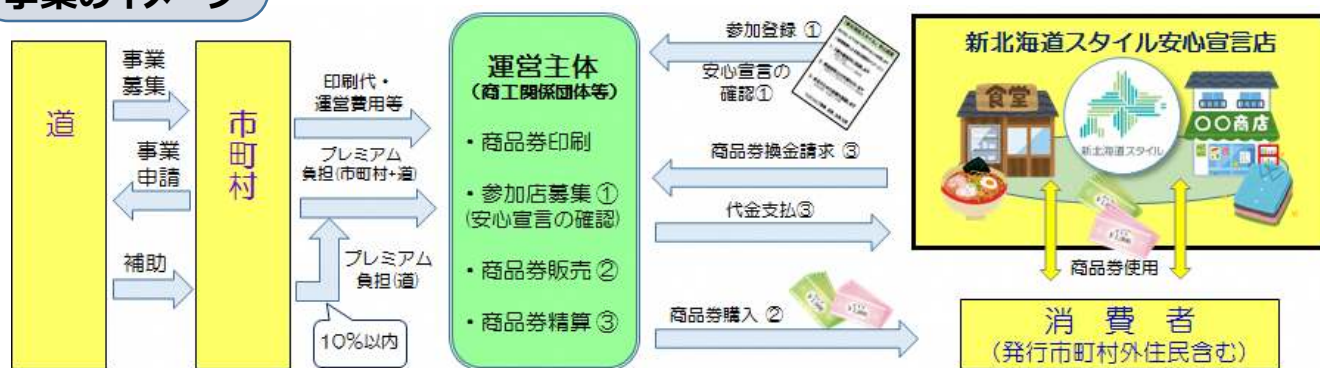 事業のイメージ
道
事業
募集
事業
申請
補助
市町村
印刷代・
運営費用等
プレミアム
負担(市町村+道)
プレミアム
負担(道)
10%以内
運営主体
(商工関係団体等)
・商品券印刷
・参加店募集①
(安心宣言の確認)
・商品券販売②
・商品券精算③
参加登録 ①
安心宣言の
確認①
商品券換金請求 ③
代金支払③
商品券購入 ②
新北海道スタイル安心宣言店
食堂
新北海道スタイル
〇〇商店
商品券使用
消費者
(発行市町村外住民含む)